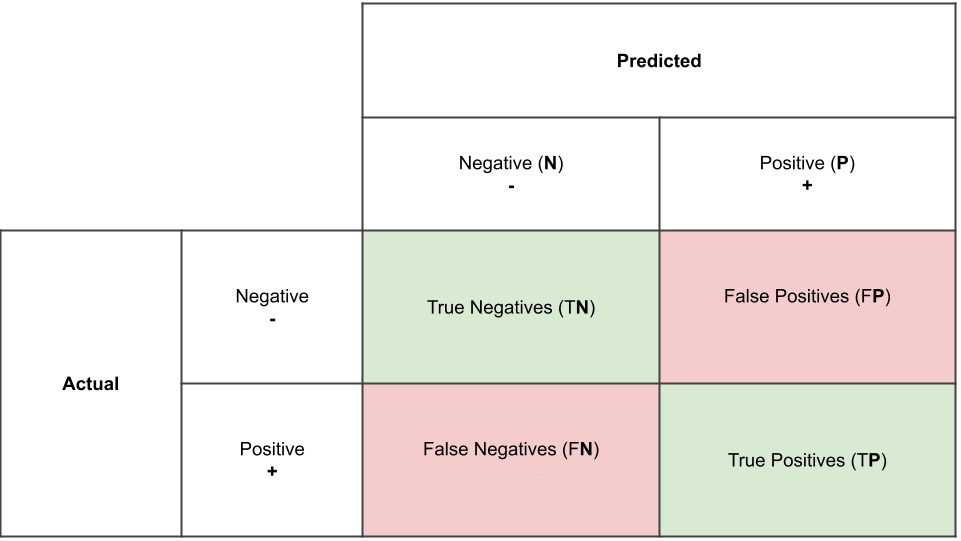 Predicted
Negative (N)
-
Positive (P)
+
Actual
Negative
-
True Negatives (TN)
False Positives (FP)
Positive
+
False Negatives (FN)
True Positives (TP)